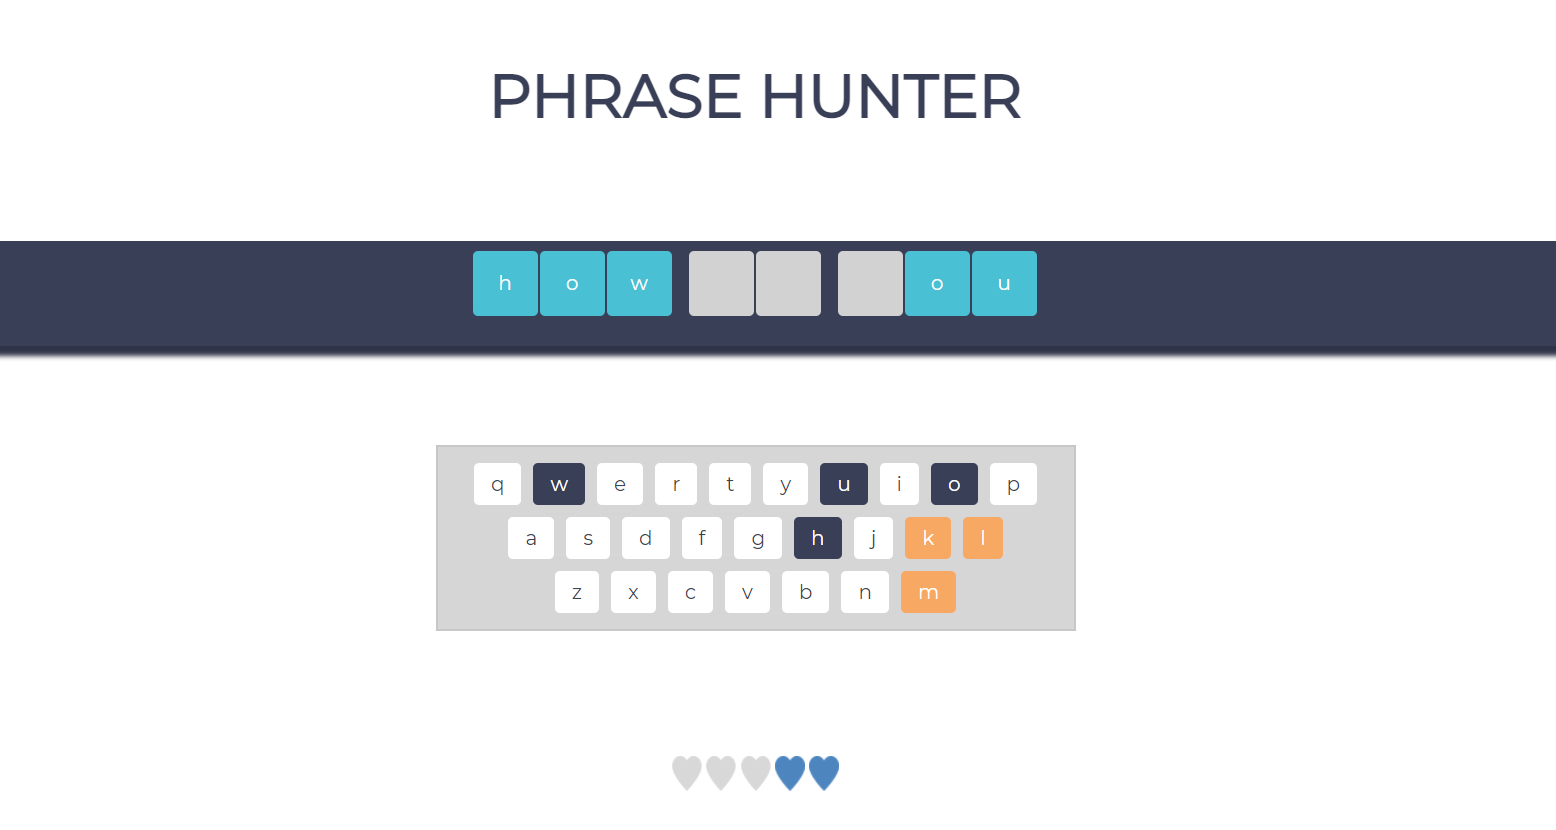 PHRASE HUNTER
h o w o u
q w e r t y u i o p
a s d f g h j k l
z x c v b n m